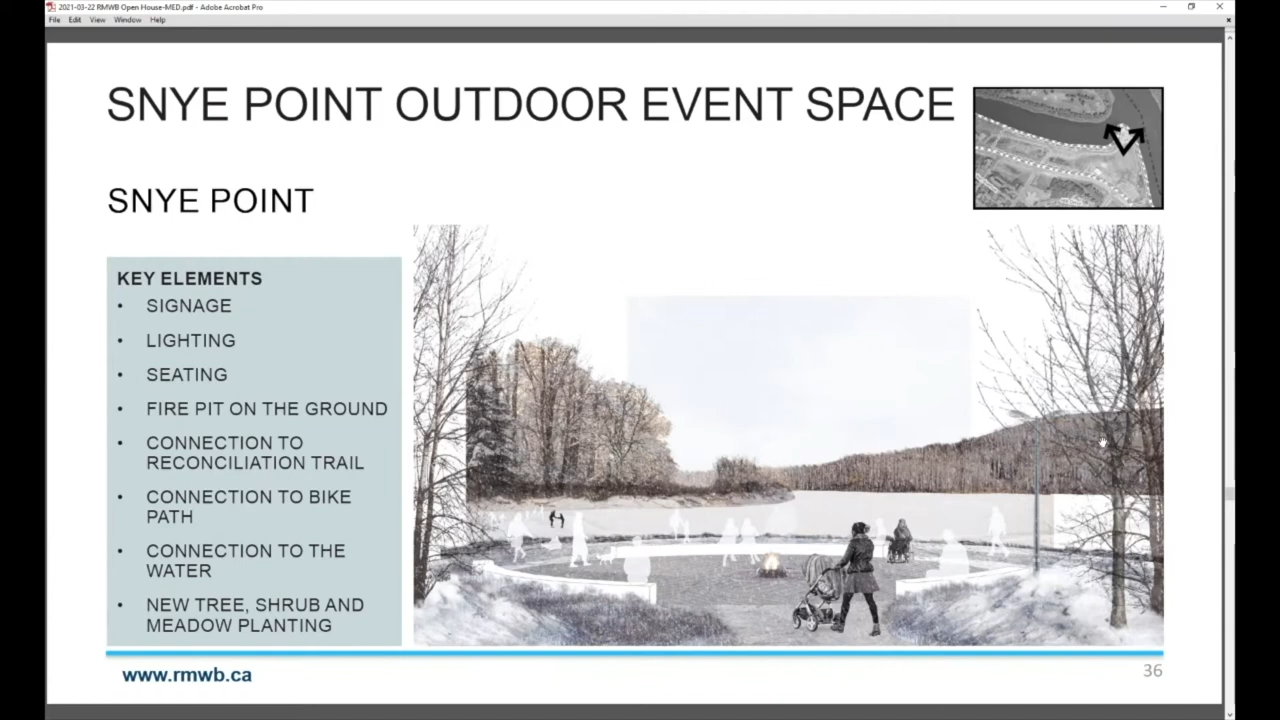 2021-03-22 RMWB Open House-MED.pdf - Adobe Acrobat Pro
File Edit View Window Help
SNYE POINT OUTDOOR EVENT SPACE
SNYE POINT
KEY ELEMENTS
• SIGNAGE
• LIGHTING
• SEATING
• FIRE PIT ON THE GROUND
• CONNECTION TO
RECONCILIATION TRAIL
• CONNECTION TO BIKE
PATH
• CONNECTION TO THE
WATER
• NEW TREE, SHRUB AND
MEADOW PLANTING
www.rmwb.ca
36